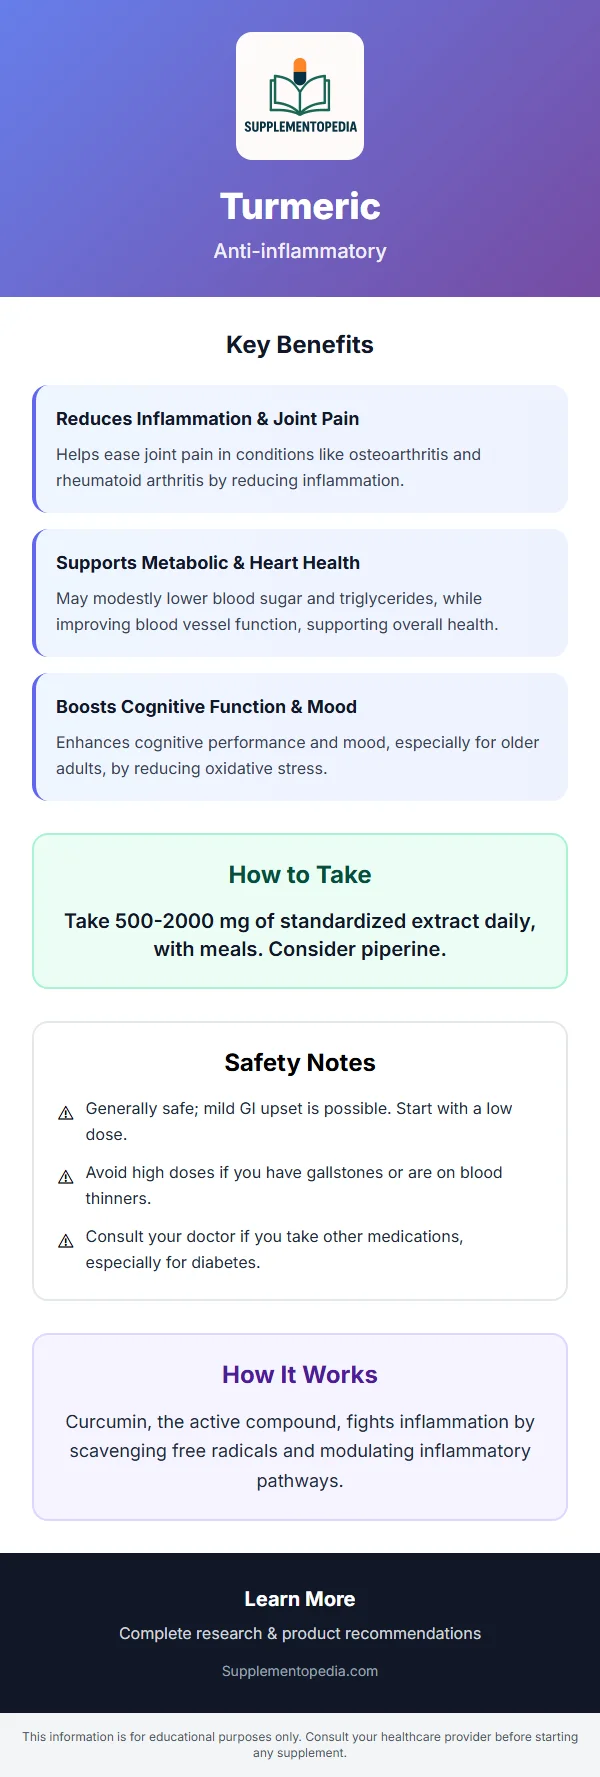 SUPPLEMENTOPEDIA
Turmeric
Anti-inflammatory
Key Benefits
Reduces Inflammation & Joint Pain
Helps ease joint pain in conditions like osteoarthritis and
rheumatoid arthritis by reducing inflammation.
Supports Metabolic & Heart Health
May modestly lower blood sugar and triglycerides, while
improving blood vessel function, supporting overall health.
Boosts Cognitive Function & Mood
Enhances cognitive performance and mood, especially for older
adults, by reducing oxidative stress.
How to Take
Take 500-2000 mg of standardized extract daily,
with meals. Consider piperine.
Safety Notes
Generally safe; mild GI upset is possible. Start with a low
dose.
Avoid high doses if you have gallstones or are on blood
thinners.
Consult your doctor if you take other medications,
especially for diabetes.
How It Works
Curcumin, the active compound, fights inflammation by
scavenging free radicals and modulating inflammatory
pathways.
Learn More
Complete research & product recommendations
Supplementopedia.com
This information is for educational purposes only. Consult your healthcare provider before starting
any supplement.